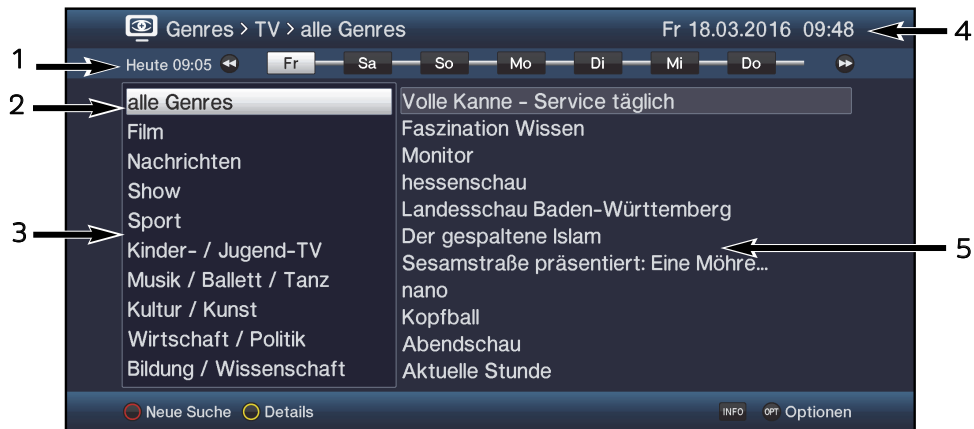 Genres > TV > alle Genres
Fr 18.03.2016 09:48
4
1
Heute 09:05
Fr Sa So Mo Di Mi Do
2
alle Genres
Film
Nachrichten
Show
Sport
3
Kinder- / Jugend-TV
Musik / Ballett / Tanz
Kultur / Kunst
Wirtschaft / Politik
Bildung / Wissenschaft
Volle Kanne - Service täglich
Faszination Wissen
Monitor
hessenschau
Landesschau Baden-Württemberg
Der gespaltene Islam
5
Sesamstraße präsentiert: Eine Möhre...
nano
Kopfball
Abendschau
Aktuelle Stunde
Neue Suche Details
INFO OPT Optionen